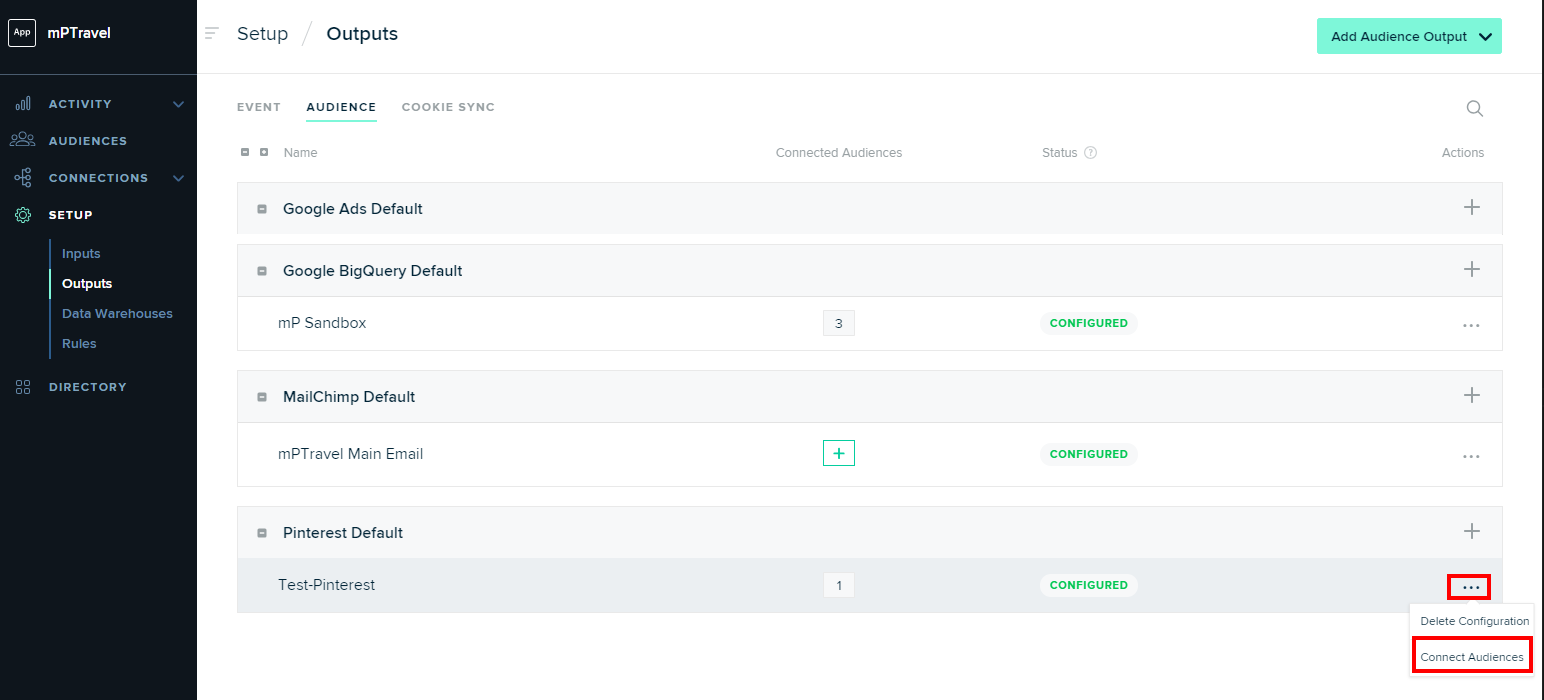 App mPTravel
Setup / Outputs
Add Audience Output
ACTIVITY
AUDIENCES
CONNECTIONS
SETUP
Inputs
Outputs
Data Warehouses
Rules
DIRECTORY
EVENT AUDIENCE COOKIE SYNC
Name Connected Audiences Status ? Actions
Google Ads Default
Google BigQuery Default
mP Sandbox 3 CONFIGURED ...
MailChimp Default
mPTravel Main Email + CONFIGURED ...
Pinterest Default
Test-Pinterest 1 CONFIGURED ...
Delete Configuration
Connect Audiences